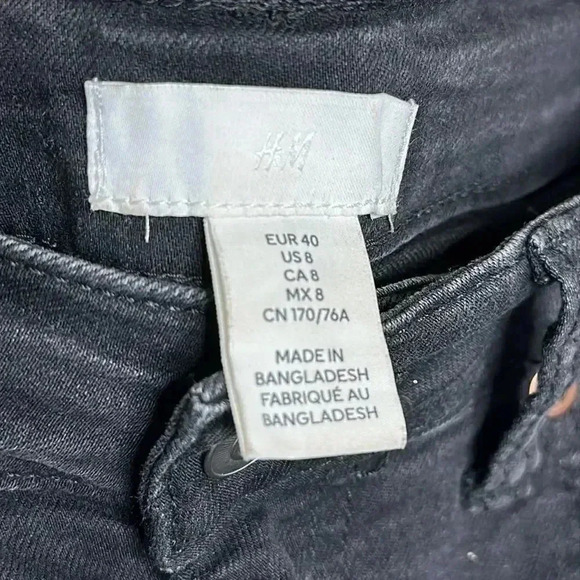 H&M
EUR 40
US 8
CA 8
MX 8
CN 170/76A
MADE IN
BANGLADESH
FABRIQUÉ AU
BANGLADESH